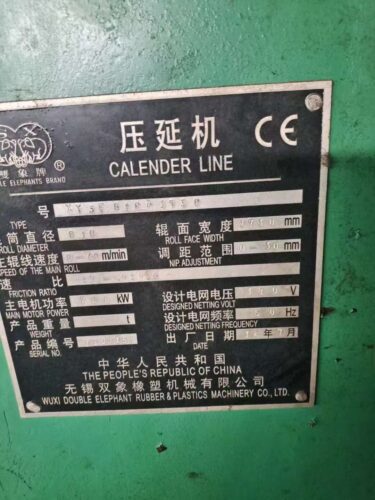 压延机 CE
CALENDER LINE
雙象牌 ®
DOUBLE ELEPHANTS BRAND
号
TYPE
筒直径 辊面宽度 mm
ROLL DIAMETER ROLL FACE WIDTH
主辊线速度 m/min 调距范围 mm
SPEED OF THE MAIN ROLL NIP. ADJUSTMENT
速 比
FRICTION RATIO
主电机功率 kW 设计电网电压 V
MAIN MOTOR POWER DESIGNED NETTING VOLT
产品重量 t 设计电网频率 Hz
WEIGHT DESIGNED NETTING FREQUENCY
产品编号 出厂日期 年 月
SERIAL NO. DATE
中华人民共和国
THE PEOPLE'S REPUBLIC OF CHINA
无锡双象橡塑机械有限公司
WUXI DOUBLE ELEPHANT RUBBER & PLASTICS MACHINERY CO., LTD.